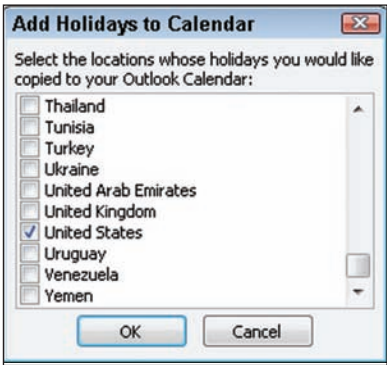 Add Holidays to Calendar
Select the locations whose holidays you would like
copied to your Outlook Calendar:
Thailand
Tunisia
Turkey
Ukraine
United Arab Emirates
United Kingdom
United States
Uruguay
Venezuela
Yemen
OK Cancel